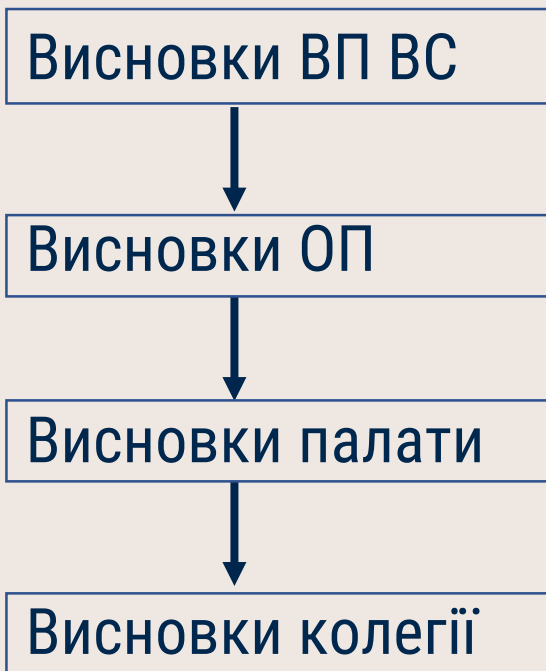 Висновки ВП ВС
Висновки ОП
Висновки палати
Висновки колегії